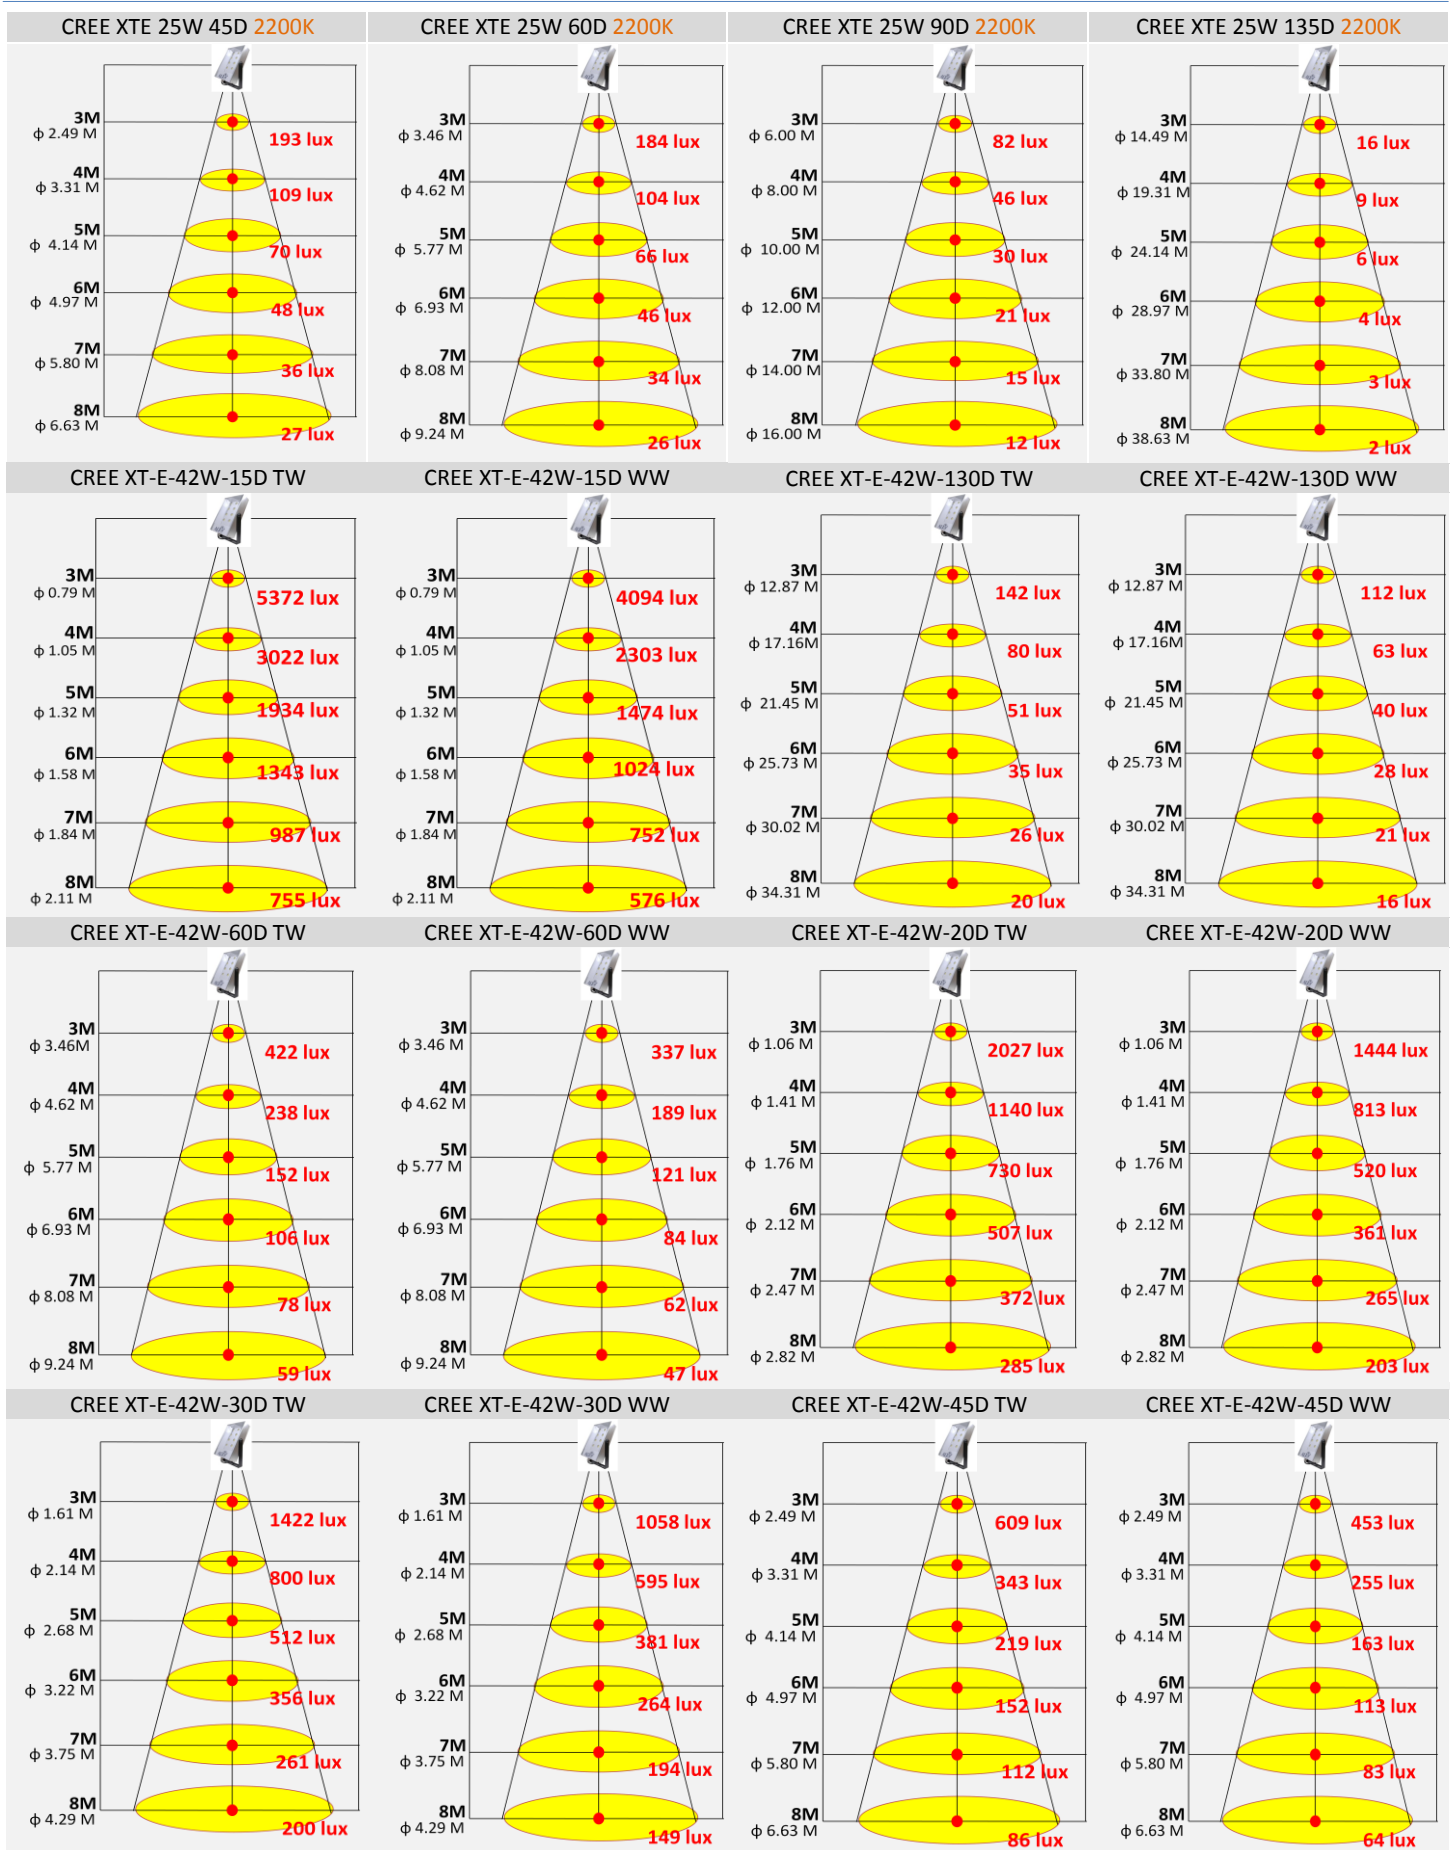 CREE XTE 25W 45D 2200K
3M
ϕ 2.49 M
193 lux
4M
ϕ 3.31 M
109 lux
5M
ϕ 4.14 M
70 lux
6M
ϕ 4.97 M
48 lux
7M
ϕ 5.80 M
36 lux
8M
ϕ 6.63 M
27 lux
CREE XTE 25W 60D 2200K
3M
ϕ 3.46 M
184 lux
4M
ϕ 4.62 M
104 lux
5M
ϕ 5.77 M
66 lux
6M
ϕ 6.93 M
46 lux
7M
ϕ 8.08 M
34 lux
8M
ϕ 9.24 M
26 lux
CREE XTE 25W 90D 2200K
3M
ϕ 6.00 M
82 lux
4M
ϕ 8.00 M
46 lux
5M
ϕ 10.00 M
30 lux
6M
ϕ 12.00 M
21 lux
7M
ϕ 14.00 M
15 lux
8M
ϕ 16.00 M
12 lux
CREE XTE 25W 135D 2200K
3M
ϕ 14.49 M
16 lux
4M
ϕ 19.31 M
9 lux
5M
ϕ 24.14 M
6 lux
6M
ϕ 28.97 M
4 lux
7M
ϕ 33.80 M
3 lux
8M
ϕ 38.63 M
2 lux
CREE XT-E-42W-15D TW
3M
ϕ 0.79 M
5372 lux
4M
ϕ 1.05 M
3022 lux
5M
ϕ 1.32 M
1934 lux
6M
ϕ 1.58 M
1343 lux
7M
ϕ 1.84 M
987 lux
8M
ϕ 2.11 M
755 lux
CREE XT-E-42W-15D WW
3M
ϕ 0.79 M
4094 lux
4M
ϕ 1.05 M
2303 lux
5M
ϕ 1.32 M
1474 lux
6M
ϕ 1.58 M
1024 lux
7M
ϕ 1.84 M
752 lux
8M
ϕ 2.11 M
576 lux
CREE XT-E-42W-130D TW
3M
ϕ 12.87 M
142 lux
4M
ϕ 17.16M
80 lux
5M
ϕ 21.45 M
51 lux
6M
ϕ 25.73 M
35 lux
7M
ϕ 30.02 M
26 lux
8M
ϕ 34.31 M
20 lux
CREE XT-E-42W-130D WW
3M
ϕ 12.87 M
112 lux
4M
ϕ 17.16 M
63 lux
5M
ϕ 21.45 M
40 lux
6M
ϕ 25.73 M
28 lux
7M
ϕ 30.02 M
21 lux
8M
ϕ 34.31 M
16 lux
CREE XT-E-42W-60D TW
3M
ϕ 3.46M
422 lux
4M
ϕ 4.62 M
238 lux
5M
ϕ 5.77 M
152 lux
6M
ϕ 6.93 M
106 lux
7M
ϕ 8.08 M
78 lux
8M
ϕ 9.24 M
59 lux
CREE XT-E-42W-60D WW
3M
ϕ 3.46 M
337 lux
4M
ϕ 4.62 M
189 lux
5M
ϕ 5.77 M
121 lux
6M
ϕ 6.93 M
84 lux
7M
ϕ 8.08 M
62 lux
8M
ϕ 9.24 M
47 lux
CREE XT-E-42W-20D TW
3M
ϕ 1.06 M
2027 lux
4M
ϕ 1.41 M
1140 lux
5M
ϕ 1.76 M
730 lux
6M
ϕ 2.12 M
507 lux
7M
ϕ 2.47 M
372 lux
8M
ϕ 2.82 M
285 lux
CREE XT-E-42W-20D WW
3M
ϕ 1.06 M
1444 lux
4M
ϕ 1.41 M
813 lux
5M
ϕ 1.76 M
520 lux
6M
ϕ 2.12 M
361 lux
7M
ϕ 2.47 M
265 lux
8M
ϕ 2.82 M
203 lux
CREE XT-E-42W-30D TW
3M
ϕ 1.61 M
1422 lux
4M
ϕ 2.14 M
800 lux
5M
ϕ 2.68 M
512 lux
6M
ϕ 3.22 M
356 lux
7M
ϕ 3.75 M
261 lux
8M
ϕ 4.29 M
200 lux
CREE XT-E-42W-30D WW
3M
ϕ 1.61 M
1058 lux
4M
ϕ 2.14 M
595 lux
5M
ϕ 2.68 M
381 lux
6M
ϕ 3.22 M
264 lux
7M
ϕ 3.75 M
194 lux
8M
ϕ 4.29 M
149 lux
CREE XT-E-42W-45D TW
3M
ϕ 2.49 M
609 lux
4M
ϕ 3.31 M
343 lux
5M
ϕ 4.14 M
219 lux
6M
ϕ 4.97 M
152 lux
7M
ϕ 5.80 M
112 lux
8M
ϕ 6.63 M
86 lux
CREE XT-E-42W-45D WW
3M
ϕ 2.49 M
453 lux
4M
ϕ 3.31 M
255 lux
5M
ϕ 4.14 M
163 lux
6M
ϕ 4.97 M
113 lux
7M
ϕ 5.80 M
83 lux
8M
ϕ 6.63 M
64 lux